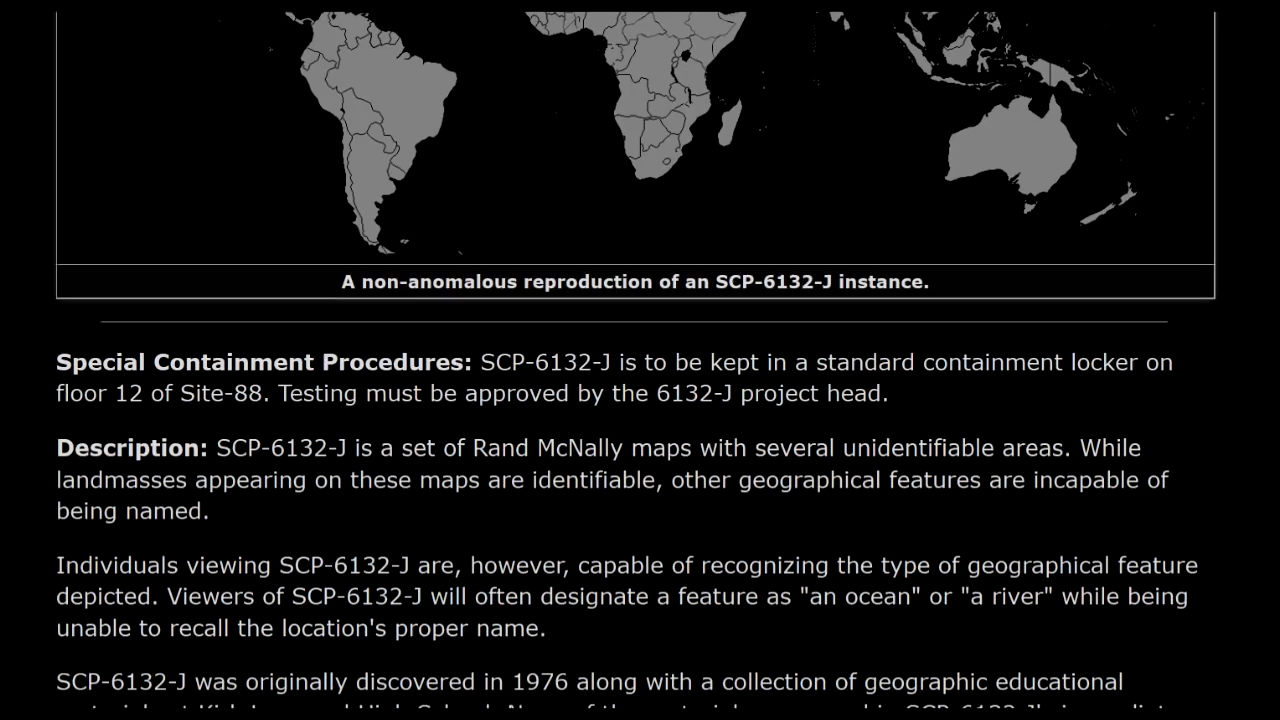 A non-anomalous reproduction of an SCP-6132-J instance.
Special Containment Procedures: SCP-6132-J is to be kept in a standard containment locker on
floor 12 of Site-88. Testing must be approved by the 6132-J project head.
Description: SCP-6132-J is a set of Rand McNally maps with several unidentifiable areas. While
landmasses appearing on these maps are identifiable, other geographical features are incapable of
being named.
Individuals viewing SCP-6132-J are, however, capable of recognizing the type of geographical feature
depicted. Viewers of SCP-6132-J will often designate a feature as "an ocean" or "a river" while being
unable to recall the location's proper name.
SCP-6132-J was originally discovered in 1976 along with a collection of geographic educational